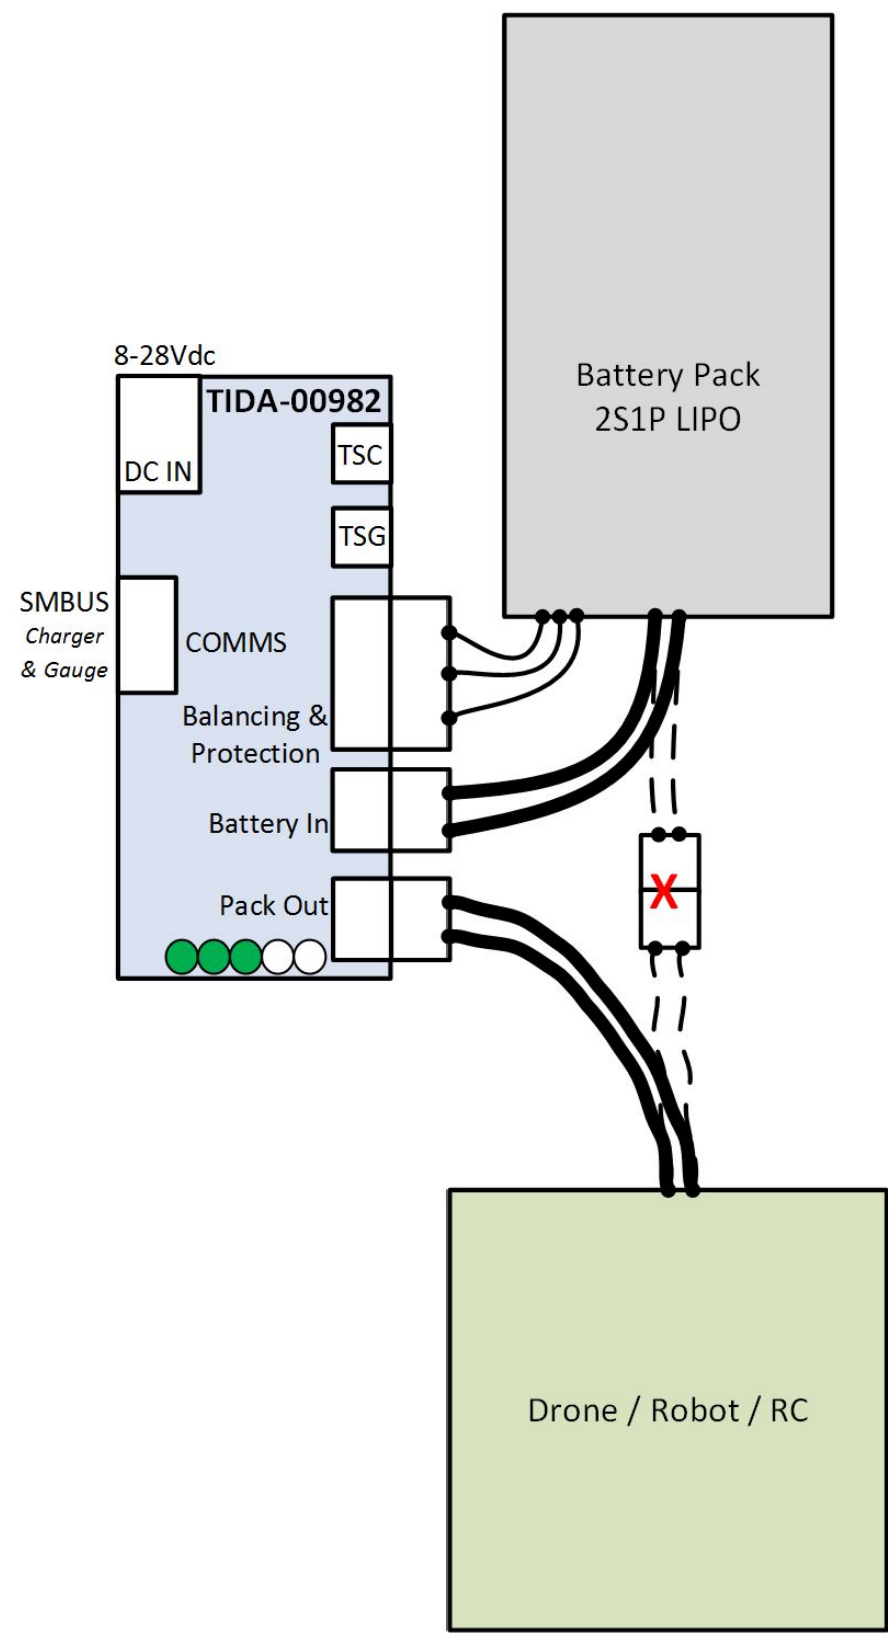 Battery Pack
2S1P LIPO
8-28Vdc
TIDA-00982
DC IN
TSC
TSG
SMBUS
Charger
& Gauge
COMMS
Balancing &
Protection
Battery In
Pack Out
X
Drone / Robot / RC